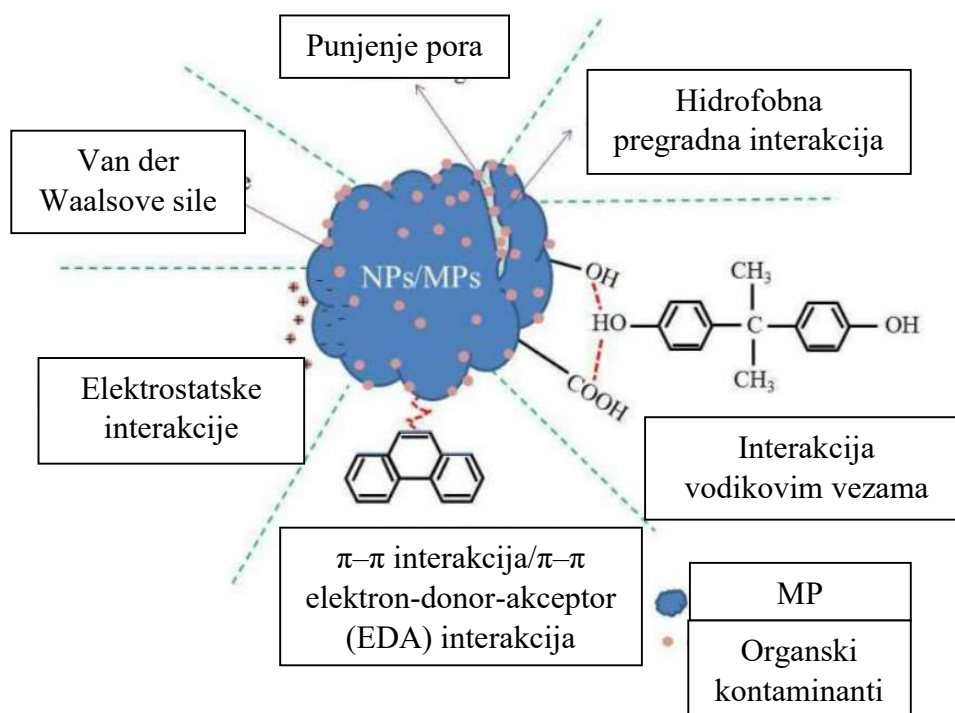 Punjenje pora
Hidrofobna
pregradna interakcija
Van der
Waalsove sile
NPs/MPs
OH
CH₃
HO
C
OH
CH₃
COOH
Elektrostatske
interakcije
Interakcija
vodikovim vezama
π–π interakcija/π–π
elektron-donor-akceptor
(EDA) interakcija
MP
Organski
kontaminanti